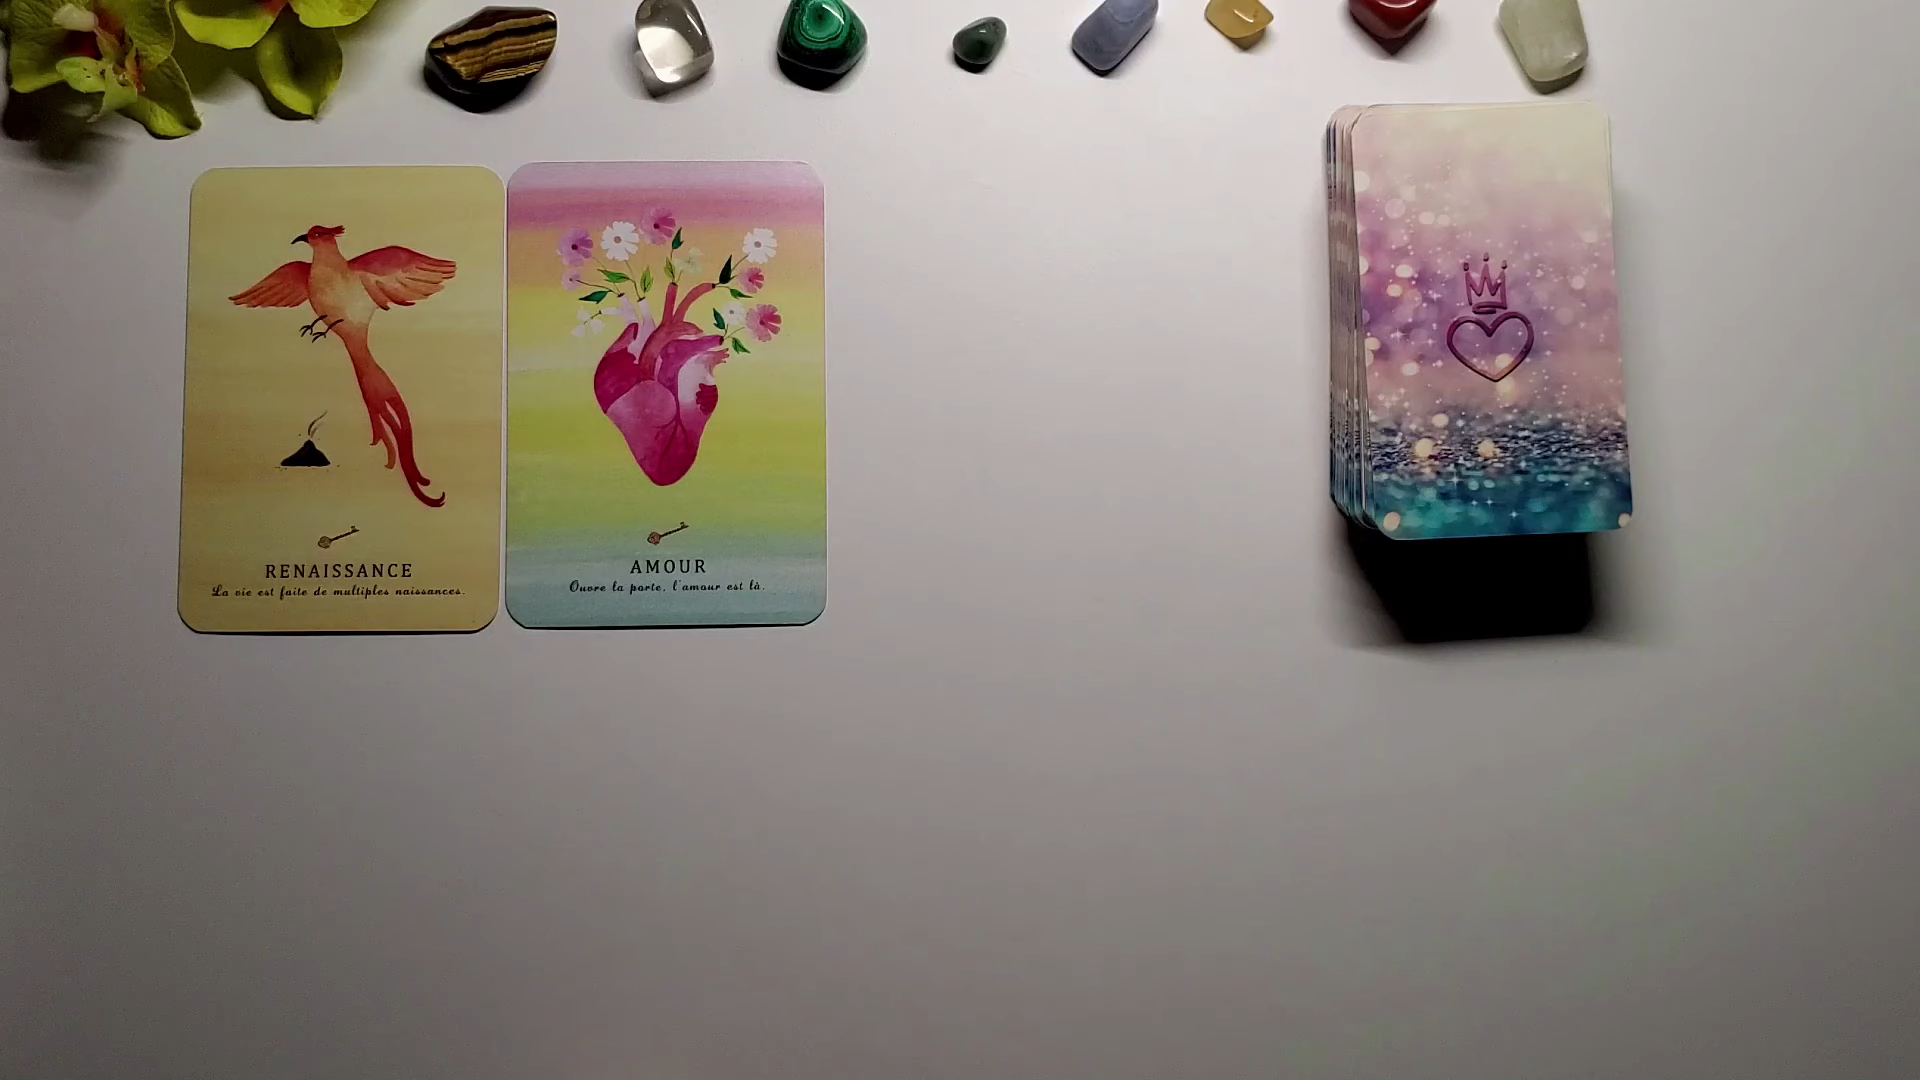 RENAISSANCE
La vie est faite de multiples naissances.
AMOUR
Ouvre la porte, l'amour est là.